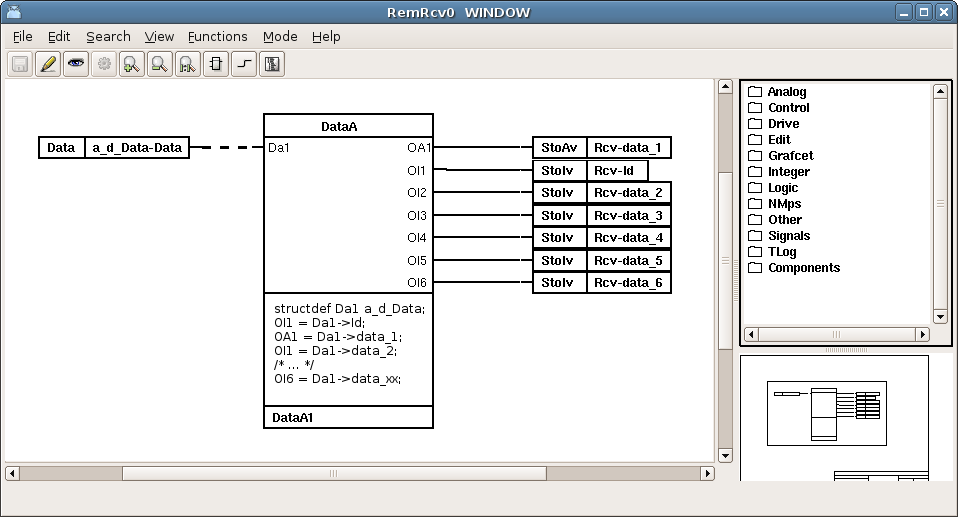 RemRcv0 WINDOW
File Edit Search View Functions Mode Help
DataA
Data a_d_Data-Data Da1 OA1 StoAv Rcv-data_1
OI1 StoIv Rcv-Id
OI2 StoIv Rcv-data_2
OI3 StoIv Rcv-data_3
OI4 StoIv Rcv-data_4
OI5 StoIv Rcv-data_5
OI6 StoIv Rcv-data_6
structdef Da1 a_d_Data;
OI1 = Da1->Id;
OA1 = Da1->data_1;
OI1 = Da1->data_2;
/* ... */
OI6 = Da1->data_xx;
DataA1
Analog
Control
Drive
Edit
Grafcet
Integer
Logic
NMps
Other
Signals
TLog
Components